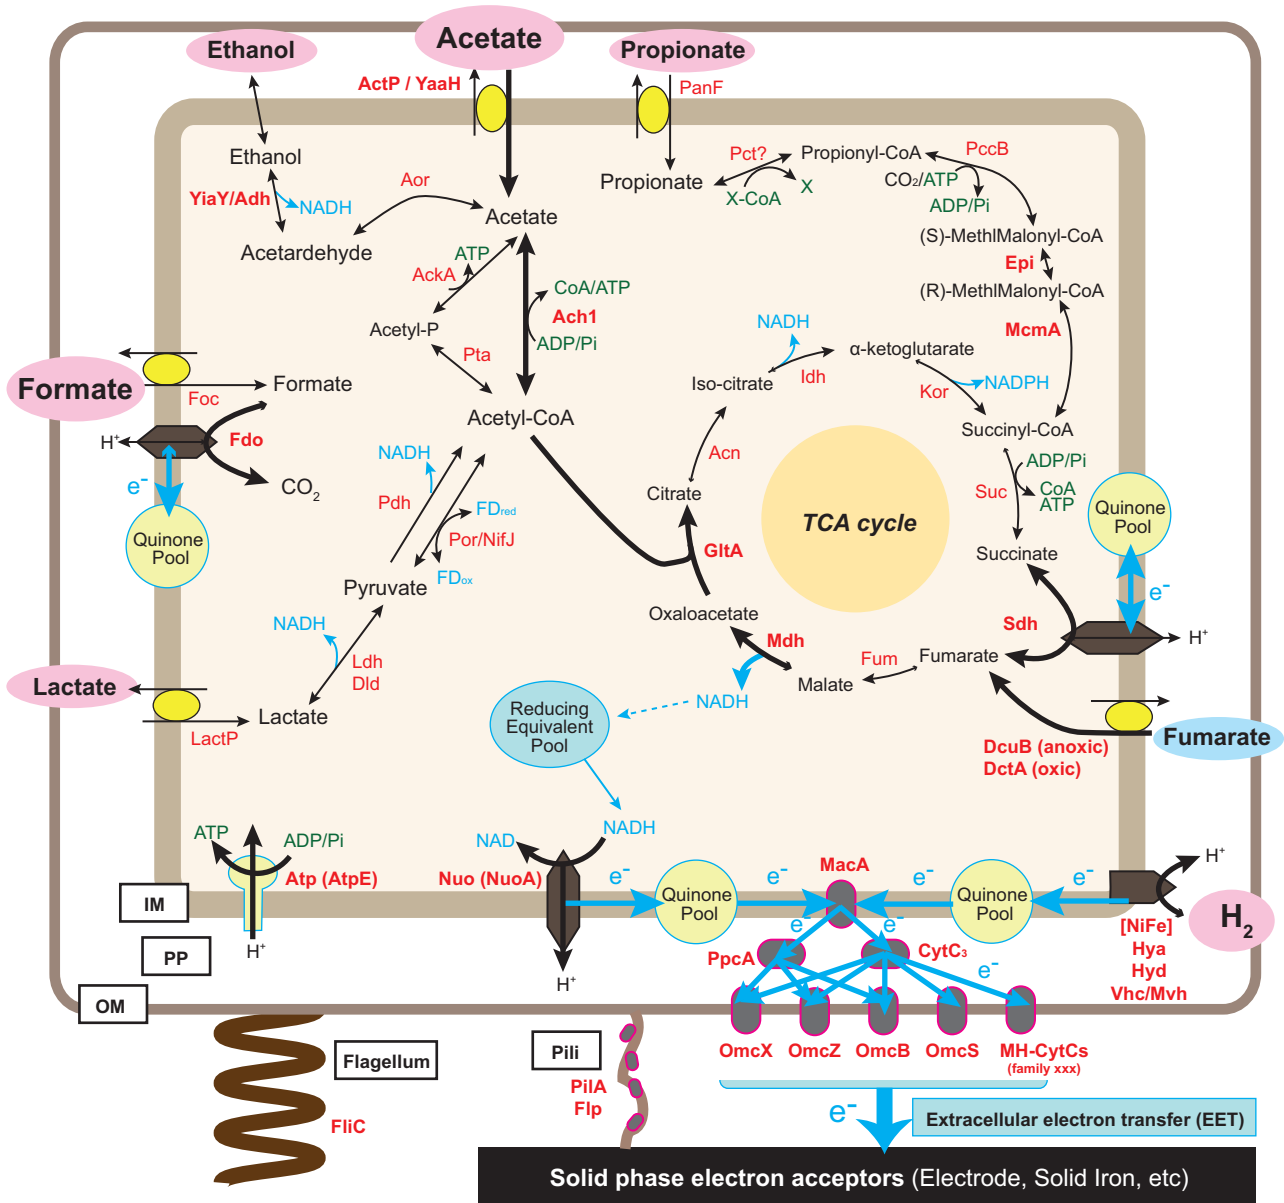 Ethanol
Acetate
Propionate
ActP / YaaH
PanF
Ethanol
YiaY/Adh
NADH
Acetardehyde
Aor
Acetate
Propionate
Pct?
X-CoA
X
Propionyl-CoA
PccB
CO2/ATP
ADP/Pi
(S)-MethlMalonyl-CoA
Epi
(R)-MethlMalonyl-CoA
McmA
ATP
AckA
Acetyl-P
Pta
CoA/ATP
Ach1
ADP/Pi
Acetyl-CoA
NADH
Iso-citrate
Idh
α-ketoglutarate
Kor
NADPH
Succinyl-CoA
Formate
Foc
Formate
H+
Fdo
CO2
e-
Quinone
Pool
NADH
Pdh
FDred
Por/NifJ
FDox
Pyruvate
NADH
Ldh
Dld
Lactate
LactP
Lactate
Acn
Citrate
GltA
TCA cycle
ADP/Pi
Suc
CoA
ATP
Succinate
Quinone
Pool
e-
H+
Sdh
Oxaloacetate
Mdh
NADH
Malate
Fum
Fumarate
Fumarate
DcuB (anoxic)
DctA (oxic)
Reducing
Equivalent
Pool
ATP
ADP/Pi
Atp (AtpE)
H+
NAD
NADH
Nuo (NuoA)
H+
e-
Quinone
Pool
e-
MacA
e-
Quinone
Pool
e-
H+
H2
[NiFe]
Hya
Hyd
Vhc/Mvh
IM
PP
OM
e-
e-
PpcA
CytC3
e-
OmcX
OmcZ
OmcB
OmcS
MH-CytCs
(family xxx)
Flagellum
FliC
Pili
PilA
Flp
e-
Extracellular electron transfer (EET)
Solid phase electron acceptors (Electrode, Solid Iron, etc)